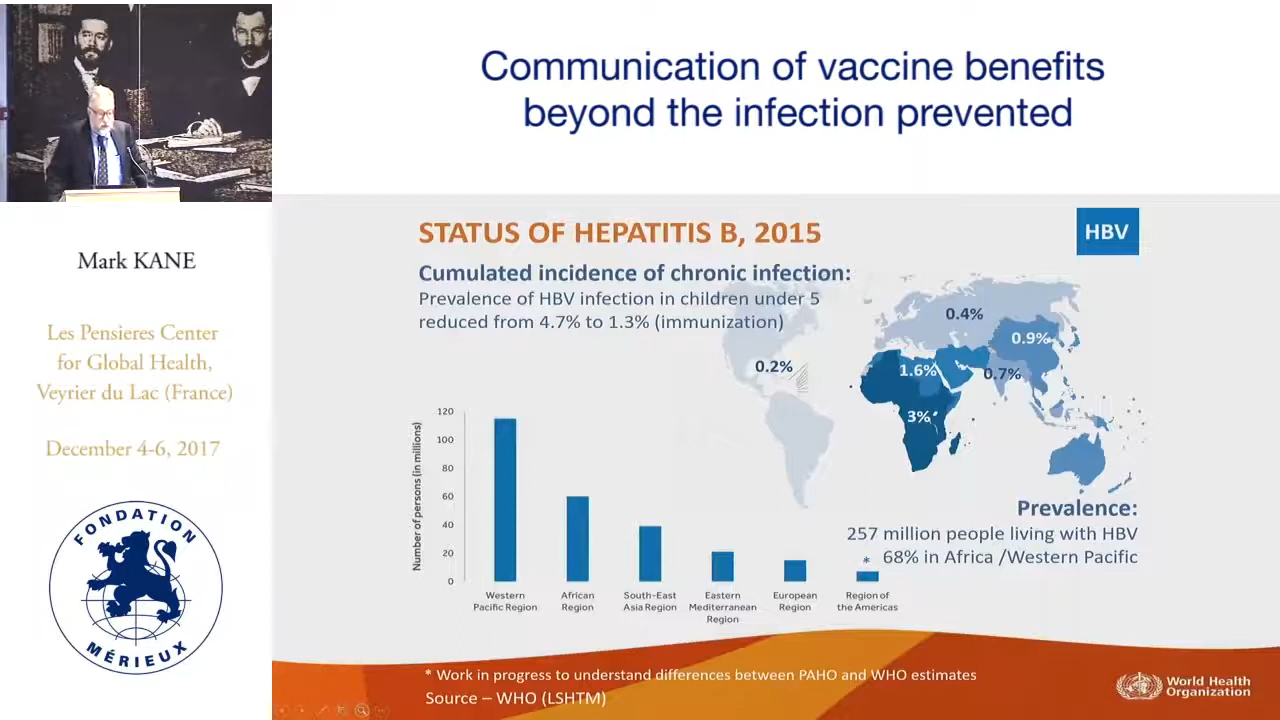 Communication of vaccine benefits
beyond the infection prevented
Mark KANE
Les Pensieres Center
for Global Health,
Veyrier du Lac (France)
December 4-6, 2017
FONDATION
MÉRIEUX
STATUS OF HEPATITIS B, 2015
HBV
Cumulated incidence of chronic infection:
Prevalence of HBV infection in children under 5
reduced from 4.7% to 1.3% (immunization)
0.4%
0.9%
0.2%
1.6%
0.7%
3%
Number of persons (in millions)
120
100
80
60
40
20
0
Western
Pacific Region
African
Region
South-East
Asia Region
Eastern
Mediterranean
Region
European
Region
Region of
the Americas
Prevalence:
257 million people living with HBV
* 68% in Africa /Western Pacific
* Work in progress to understand differences between PAHO and WHO estimates
Source – WHO (LSHTM)
World Health
Organization